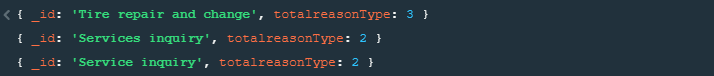 { _id: 'Tire repair and change', totalreasonType: 3 }
{ _id: 'Services inquiry', totalreasonType: 2 }
{ _id: 'Service inquiry', totalreasonType: 2 }